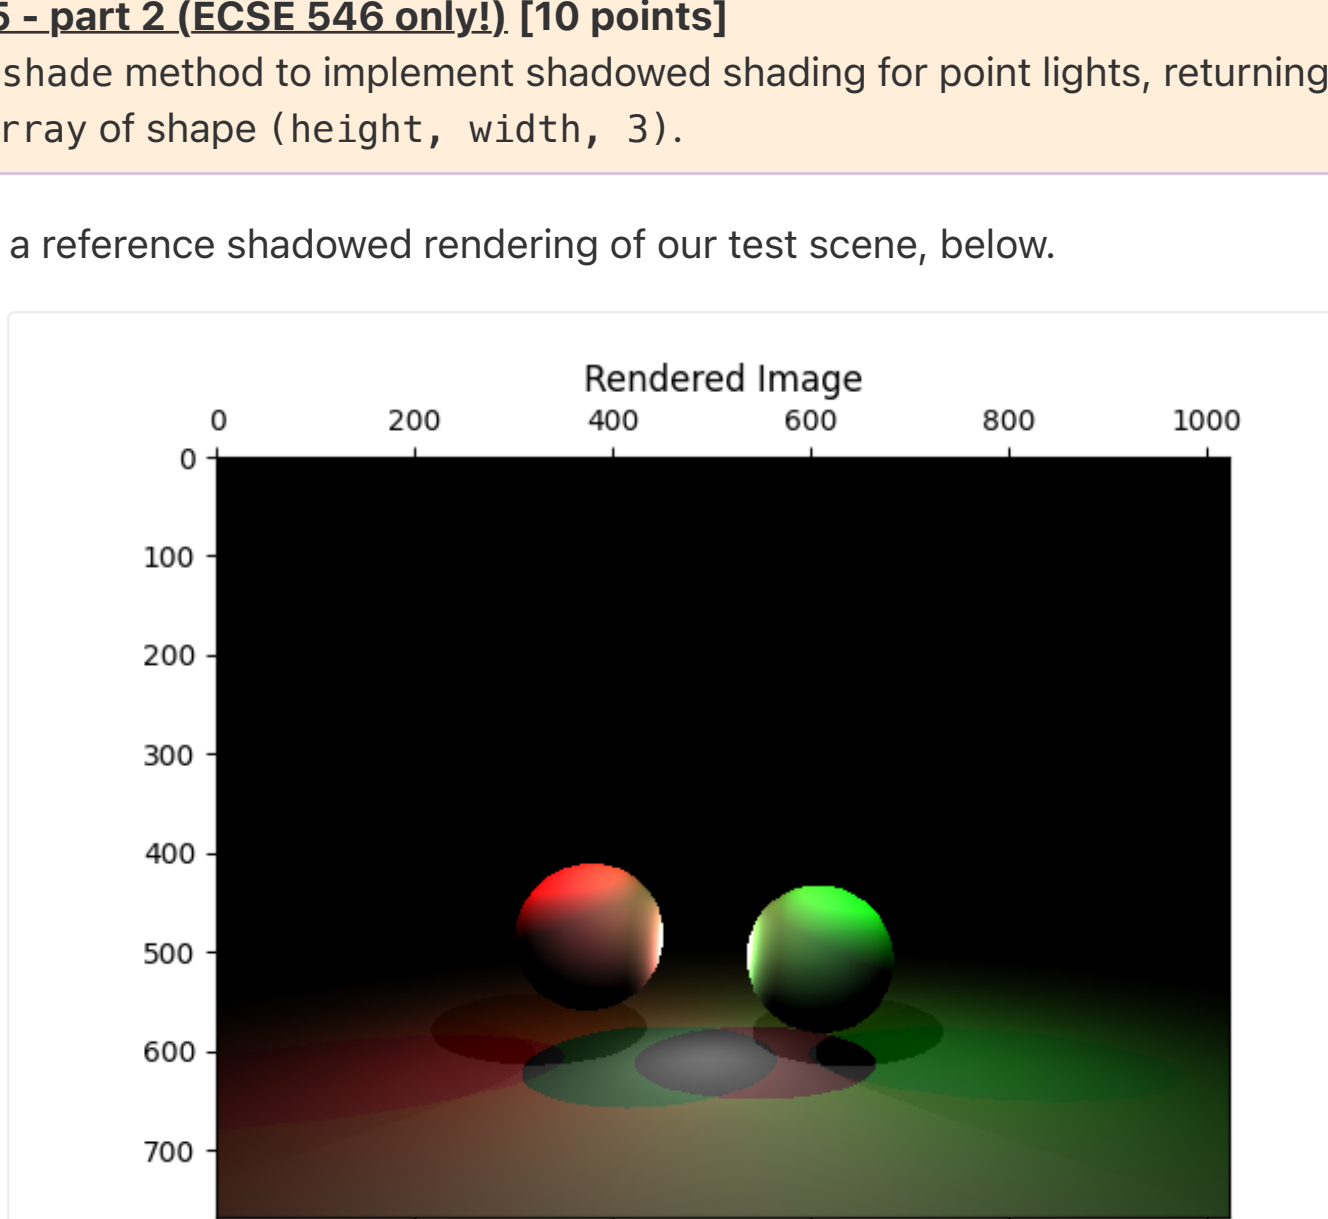 5 - part 2 (ECSE 546 only!) [10 points]
shade method to implement shadowed shading for point lights, returning
rray of shape (height, width, 3).
a reference shadowed rendering of our test scene, below.
Rendered Image
0 200 400 600 800 1000
0
100
200
300
400
500
600
700